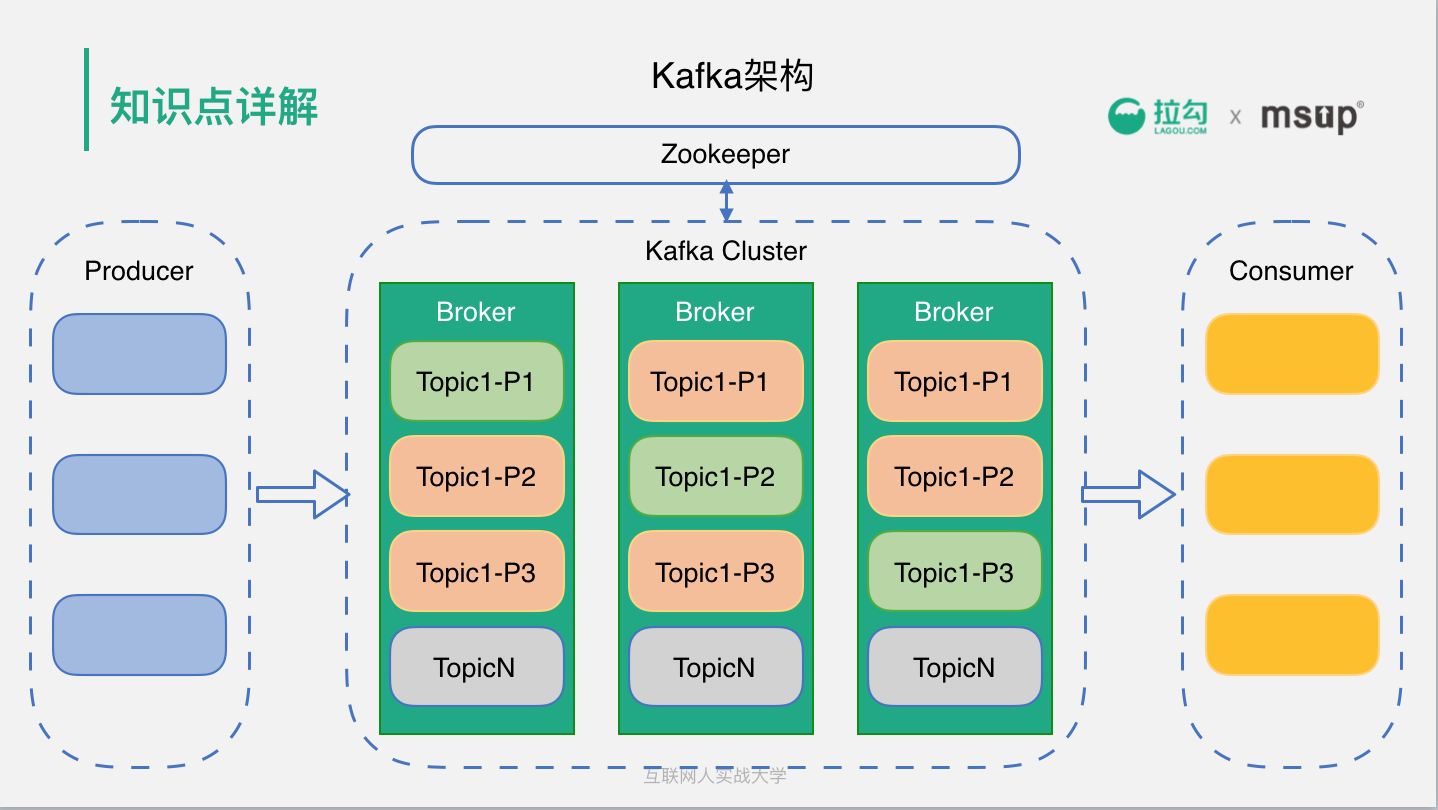 Kafka架构
知识点详解
拉勾
LAGOU.COM
x
msup®
Zookeeper
Kafka Cluster
Producer
Consumer
Broker
Broker
Broker
Topic1-P1
Topic1-P1
Topic1-P1
Topic1-P2
Topic1-P2
Topic1-P2
Topic1-P3
Topic1-P3
Topic1-P3
TopicN
TopicN
TopicN
互联网人实战大学